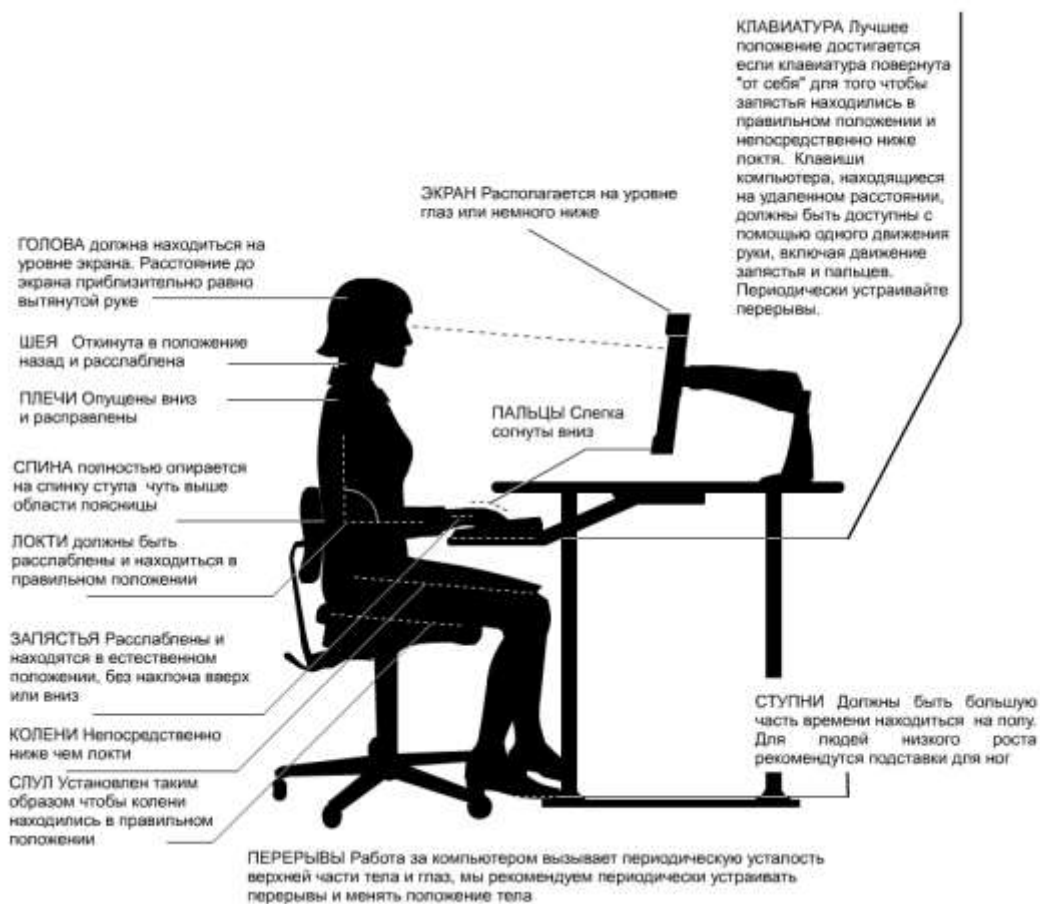 КЛАВИАТУРА Лучшее
положение достигается
если клавиатура повернута
"от себя" для того чтобы
запястья находились в
правильном положении и
непосредственно ниже
локтя. Клавиши
компьютера, находящиеся
на удаленном расстоянии,
должны быть доступны с
помощью одного движения
руки, включая движение
запястья и пальцев.
Периодически устраивайте
перерывы.
ЭКРАН Располагается на уровне
глаз или немного ниже
ГОЛОВА должна находиться на
уровне экрана. Расстояние до
экрана приблизительно равно
вытянутой руке
ШЕЯ Откинута в положение
назад и расслаблена
ПЛЕЧИ Опущены вниз
и расправлены
ПАЛЬЦЫ Слегка
согнуты вниз
СПИНА полностью опирается
на спинку стула чуть выше
области поясницы
ЛОКТИ должны быть
расслаблены и находиться в
правильном положении
ЗАПЯСТЬЯ Расслаблены и
находятся в естественном
положении, без наклона вверх
или вниз
КОЛЕНИ Непосредственно
ниже чем локти
СЛУЛ Установлен таким
образом чтобы колени
находились в правильном
положении
СТУПНИ Должны быть большую
часть времени находиться на полу.
Для людей низкого роста
рекомендутся подставки для ног
ПЕРЕРЫВЫ Работа за компьютером вызывает периодическую усталость
верхней части тела и глаз, мы рекомендуем периодически устраивать
перерывы и менять положение тела